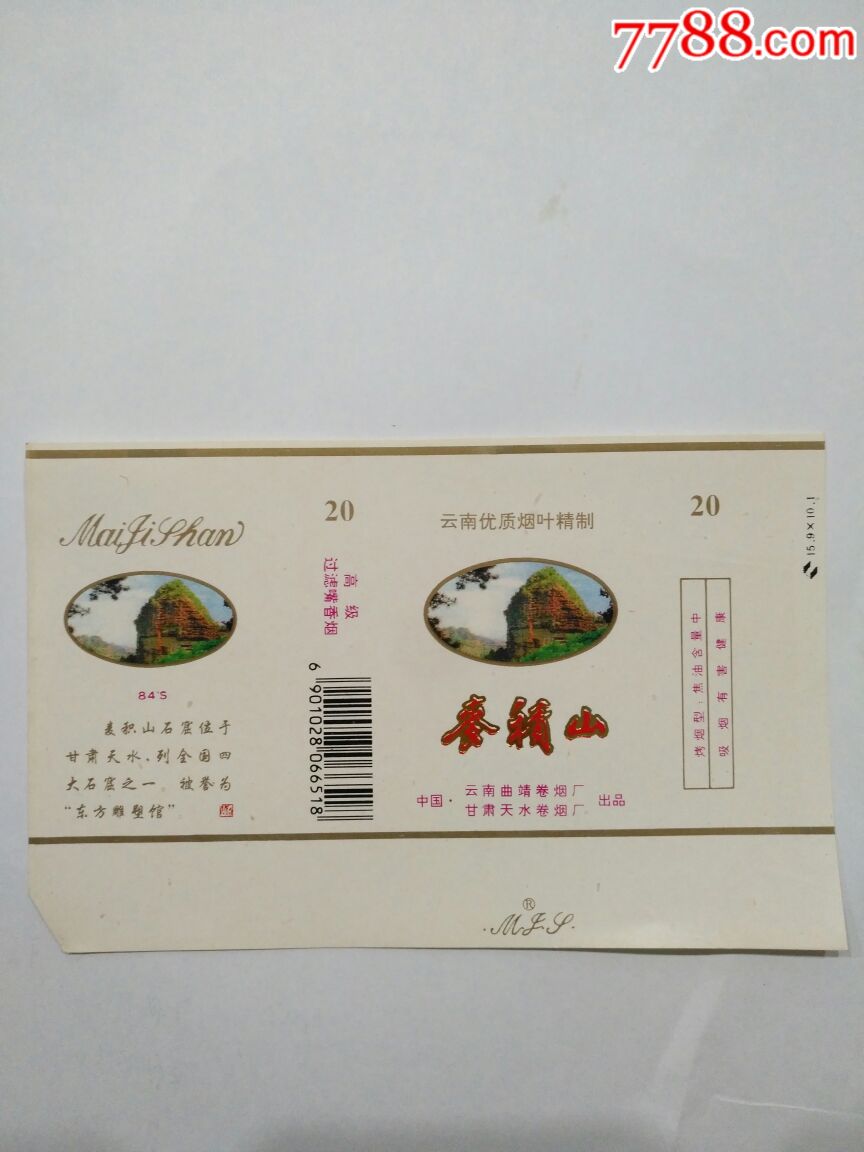 7788.com
MaiJiShan
84'S
麦积山石窟位于
甘肃天水,列全国四
大石窟之一 被誉为
“东方雕塑馆”
20
高级
过滤嘴香烟
6 901028 066518
云南优质烟叶精制
麥積山
中国·云南曲靖卷烟厂
甘肃天水卷烟厂 出品
20
烤烟型:焦油含量中
吸烟有害健康
15.9×10.1
®
·M.J.S.